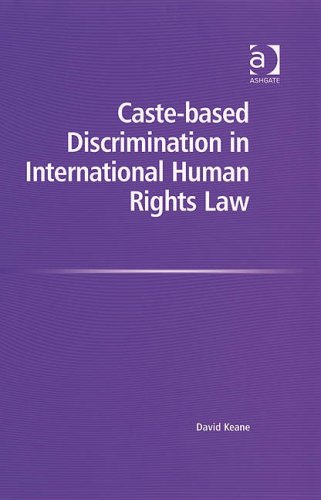 a
ASHGATE
Caste-based
Discrimination in
International Human
Rights Law
David Keane